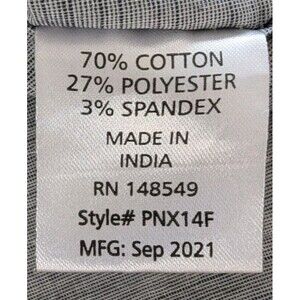 70% COTTON
27% POLYESTER
3% SPANDEX
MADE IN
INDIA
RN 148549
Style# PNX14F
MFG: Sep 2021